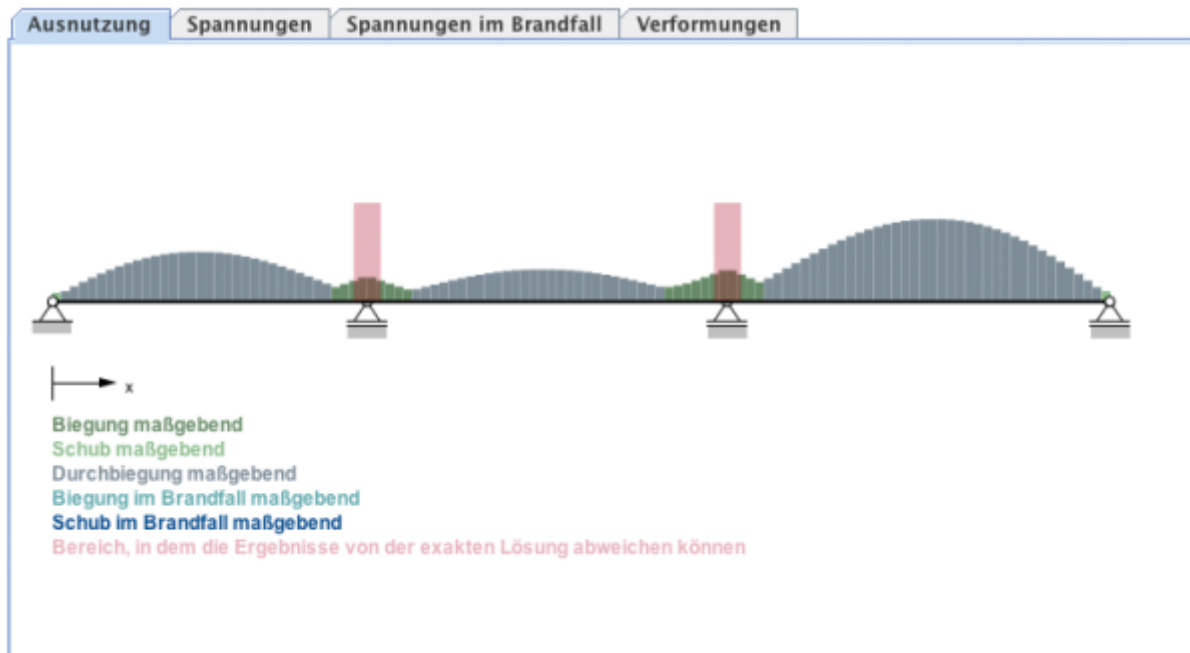 Ausnutzung Spannungen Spannungen im Brandfall Verformungen
x
Biegung maßgebend
Schub maßgebend
Durchbiegung maßgebend
Biegung im Brandfall maßgebend
Schub im Brandfall maßgebend
Bereich, in dem die Ergebnisse von der exakten Lösung abweichen können